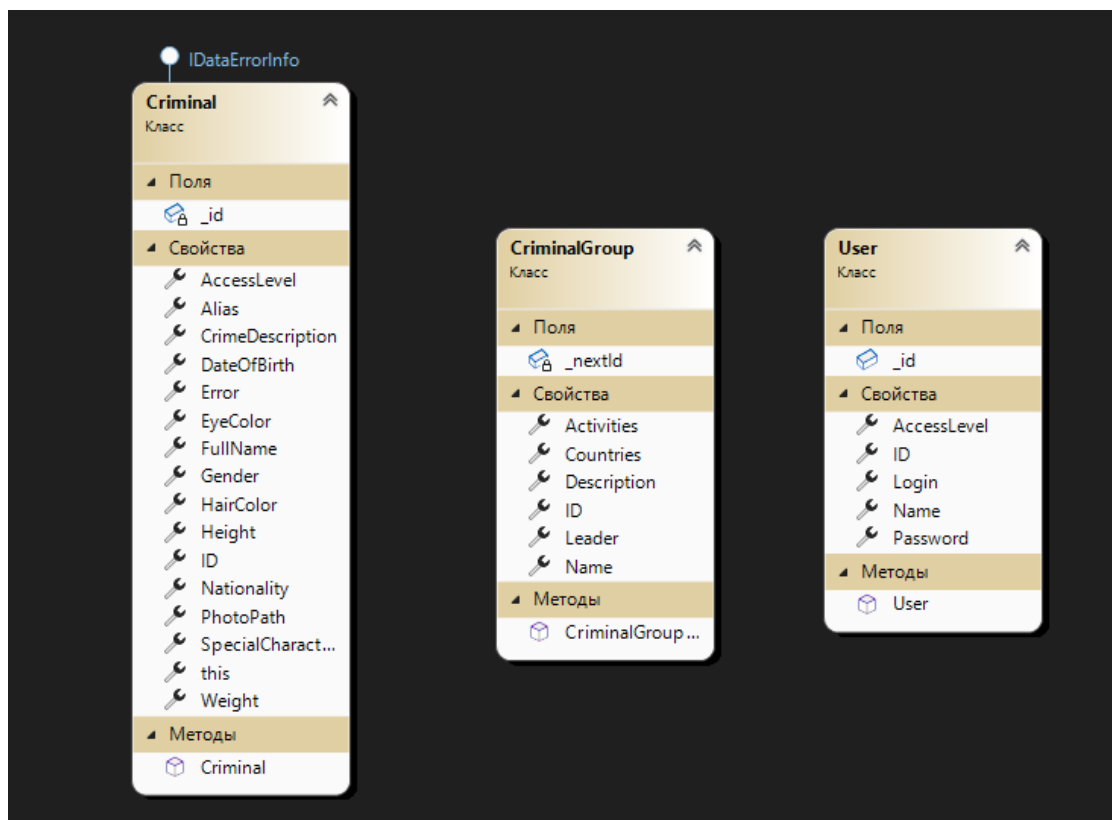 IDataErrorInfo
Criminal
Класс
Поля
_id
Свойства
AccessLevel
Alias
CrimeDescription
DateOfBirth
Error
EyeColor
FullName
Gender
HairColor
Height
ID
Nationality
PhotoPath
SpecialCharact...
this
Weight
Методы
Criminal
CriminalGroup
Класс
Поля
_nextId
Свойства
Activities
Countries
Description
ID
Leader
Name
Методы
CriminalGroup ...
User
Класс
Поля
_id
Свойства
AccessLevel
ID
Login
Name
Password
Методы
User